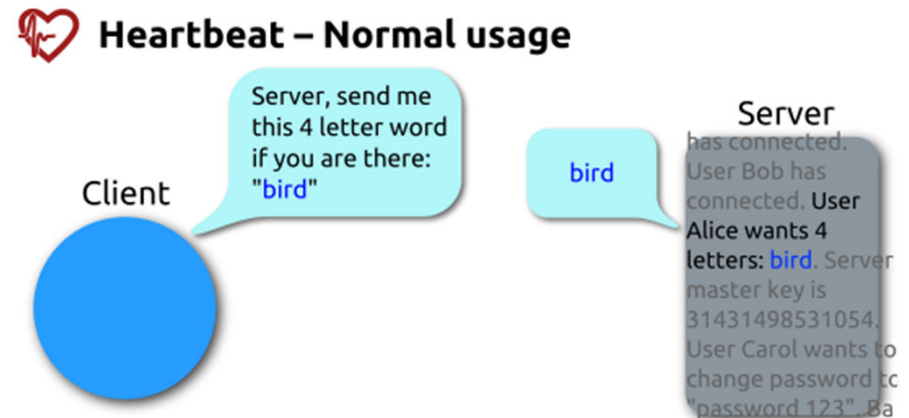 Heartbeat – Normal usage
Server, send me
this 4 letter word
if you are there:
"bird"
Client
bird
Server
has connected.
User Bob has
connected. User
Alice wants 4
letters: bird. Server
master key is
31431498531054.
User Carol wants to
change password to
"password 123". Ba